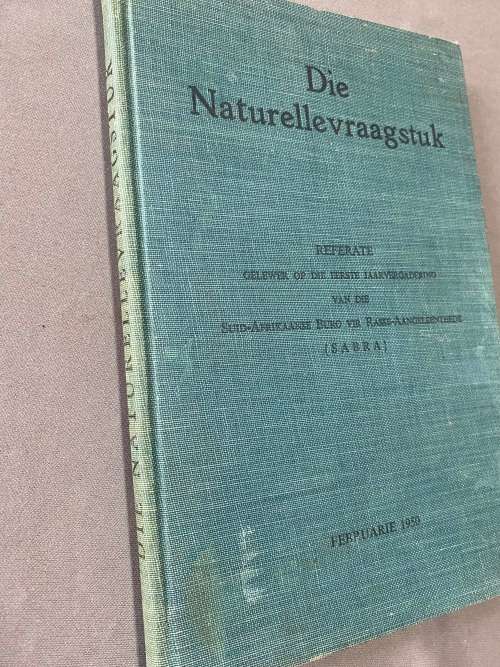 Die
Naturellevraagstuk
REFERATE
GELEWER OP DIE EERSTE JAARVERGADERING
VAN DIE
SUID-AFRIKAANSE BURO VIR RASSE-AANGELEENTHEDE
(SABRA)
FEBRUARIE 1950
DIE NATURELLEVRAAGSTUK